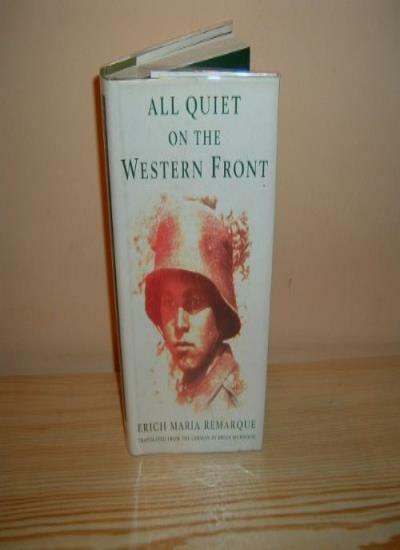 ALL QUIET
ON THE
WESTERN FRONT
ERICH MARIA REMARQUE
TRANSLATED FROM THE GERMAN BY BRIAN MURDOCH